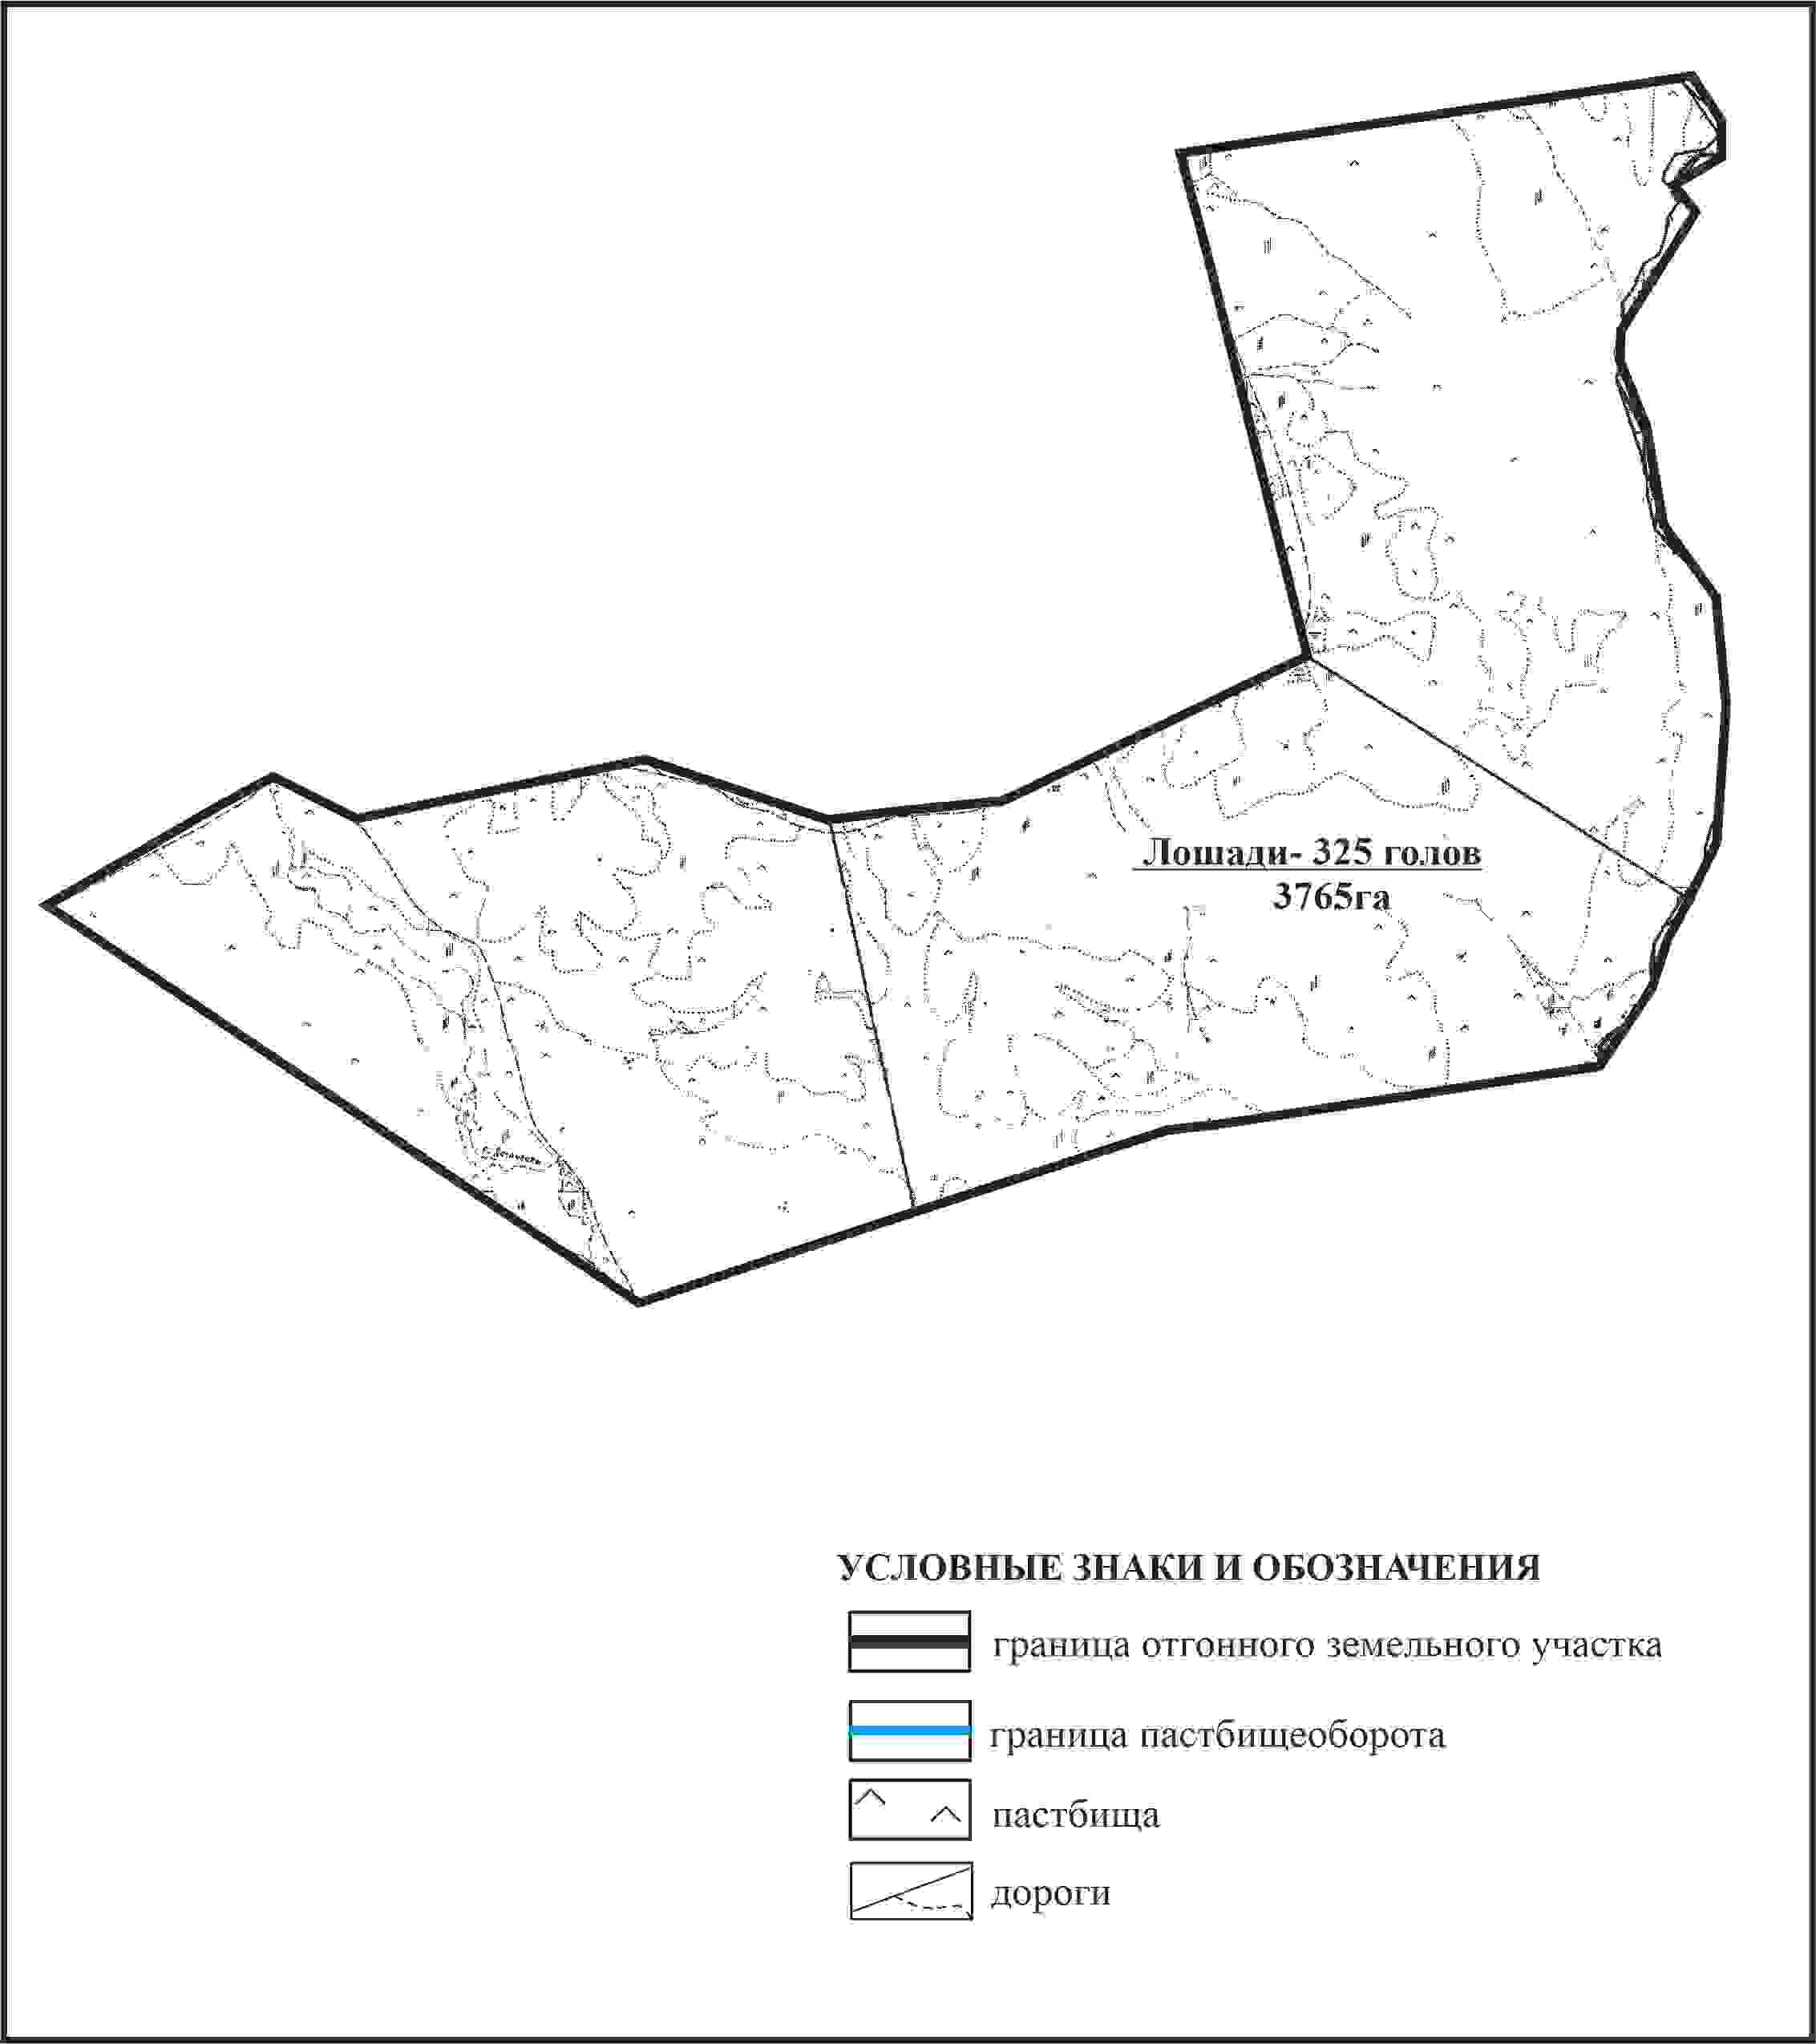 Лошади- 325 голов
3765га
УСЛОВНЫЕ ЗНАКИ И ОБОЗНАЧЕНИЯ
граница отгонного земельного участка
граница пастбищеоборота
пастбища
дороги